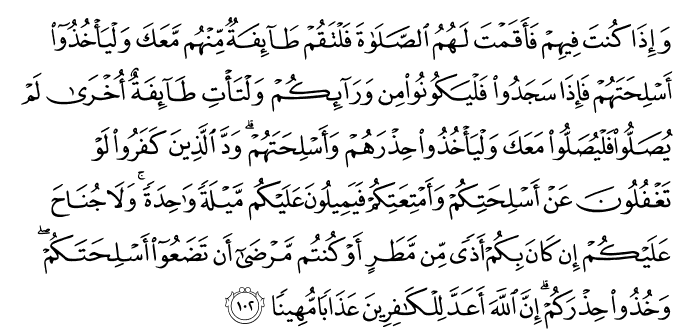 وَإِذَا كُنتَ فِيهِمْ فَأَقَمْتَ لَهُمُ ٱلصَّلَوٰةَ فَلْتَقُمْ طَآئِفَةٌ مِّنْهُم مَّعَكَ وَلْيَأْخُذُوٓا۟
أَسْلِحَتَهُمْ فَإِذَا سَجَدُوا۟ فَلْيَكُونُوا۟ مِن وَرَآئِكُمْ وَلْتَأْتِ طَآئِفَةٌ أُخْرَىٰ لَمْ
يُصَلُّوا۟ فَلْيُصَلُّوا۟ مَعَكَ وَلْيَأْخُذُوا۟ حِذْرَهُمْ وَأَسْلِحَتَهُمْ ۗ وَدَّ ٱلَّذِينَ كَفَرُوا۟ لَوْ
تَغْفُلُونَ عَنْ أَسْلِحَتِكُمْ وَأَمْتِعَتِكُمْ فَيَمِيلُونَ عَلَيْكُم مَّيْلَةً وَٰحِدَةً ۚ وَلَا جُنَاحَ
عَلَيْكُمْ إِن كَانَ بِكُمْ أَذًى مِّن مَّطَرٍ أَوْ كُنتُم مَّرْضَىٰٓ أَن تَضَعُوٓا۟ أَسْلِحَتَكُمْ ۖ
وَخُذُوا۟ حِذْرَكُمْ ۗ إِنَّ ٱللَّهَ أَعَدَّ لِلْكَٰفِرِينَ عَذَابًا مُّهِينًا ١٠٢